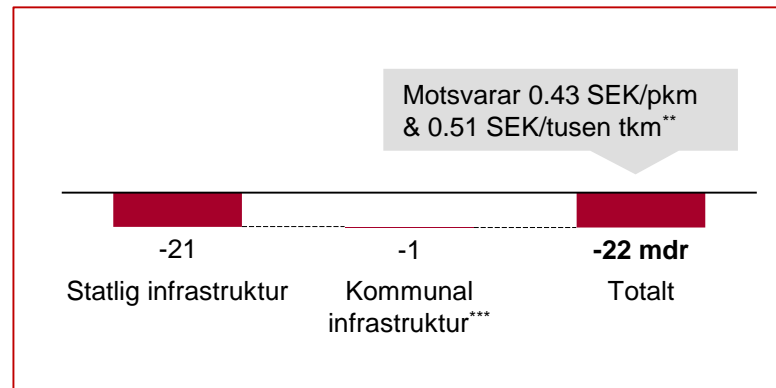 Motsvarar 0.43 SEK/pkm
& 0.51 SEK/tusen tkm**
-21
-1
-22 mdr
Statlig infrastruktur
Kommunal
infrastruktur***
Totalt